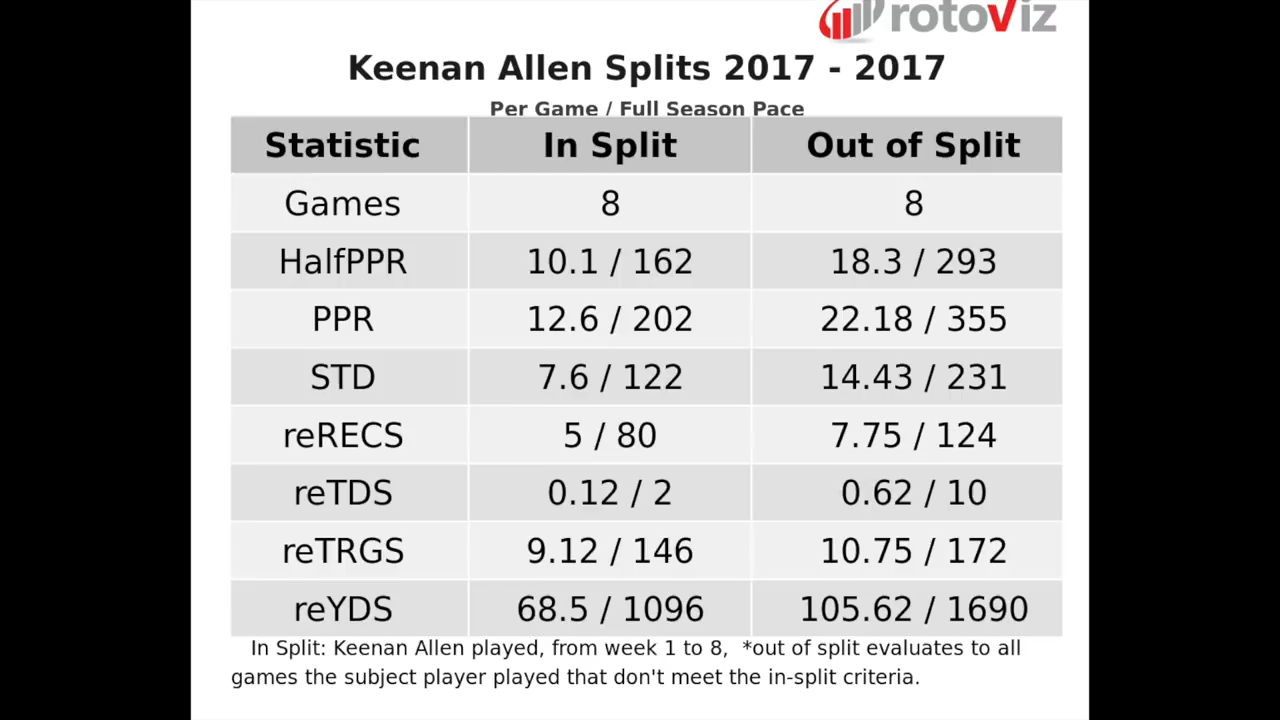 rotoviz
Keenan Allen Splits 2017 - 2017
Per Game / Full Season Pace
Statistic In Split Out of Split
Games 8 8
HalfPPR 10.1 / 162 18.3 / 293
PPR 12.6 / 202 22.18 / 355
STD 7.6 / 122 14.43 / 231
reRECS 5 / 80 7.75 / 124
reTDS 0.12 / 2 0.62 / 10
reTRGS 9.12 / 146 10.75 / 172
reYDS 68.5 / 1096 105.62 / 1690
In Split: Keenan Allen played, from week 1 to 8, *out of split evaluates to all
games the subject player played that don't meet the in-split criteria.